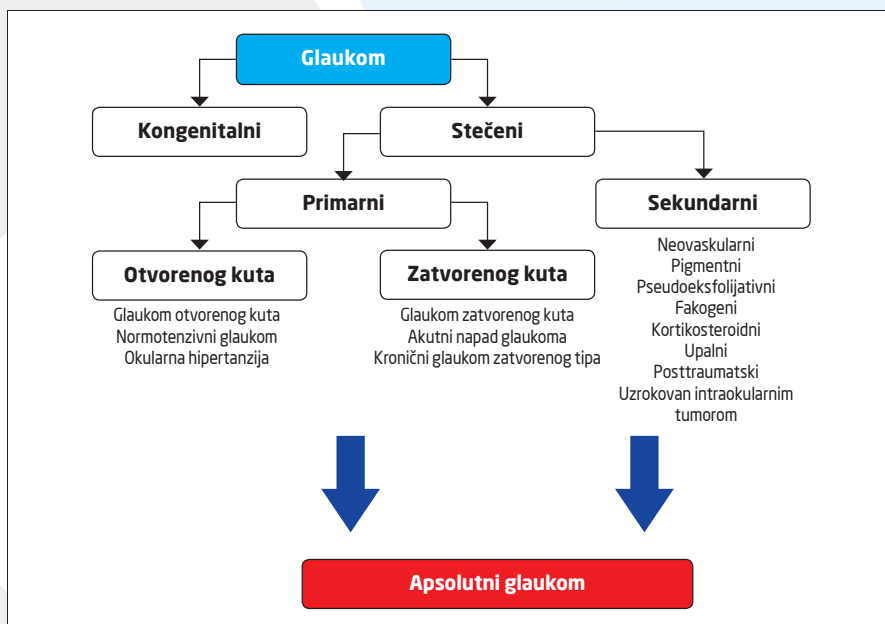 Glaukom
Kongenitalni
Stečeni
Primarni
Sekundarni
Otvorenog kuta
Glaukom otvorenog kuta
Normotenzivni glaukom
Okularna hipertanzija
Zatvorenog kuta
Glaukom zatvorenog kuta
Akutni napad glaukoma
Kronični glaukom zatvorenog tipa
Neovaskularni
Pigmentni
Pseudoeksfolijativni
Fakogeni
Kortikosteroidni
Upalni
Posttraumatski
Uzrokovan intraokularnim
tumorom
Apsolutni glaukom